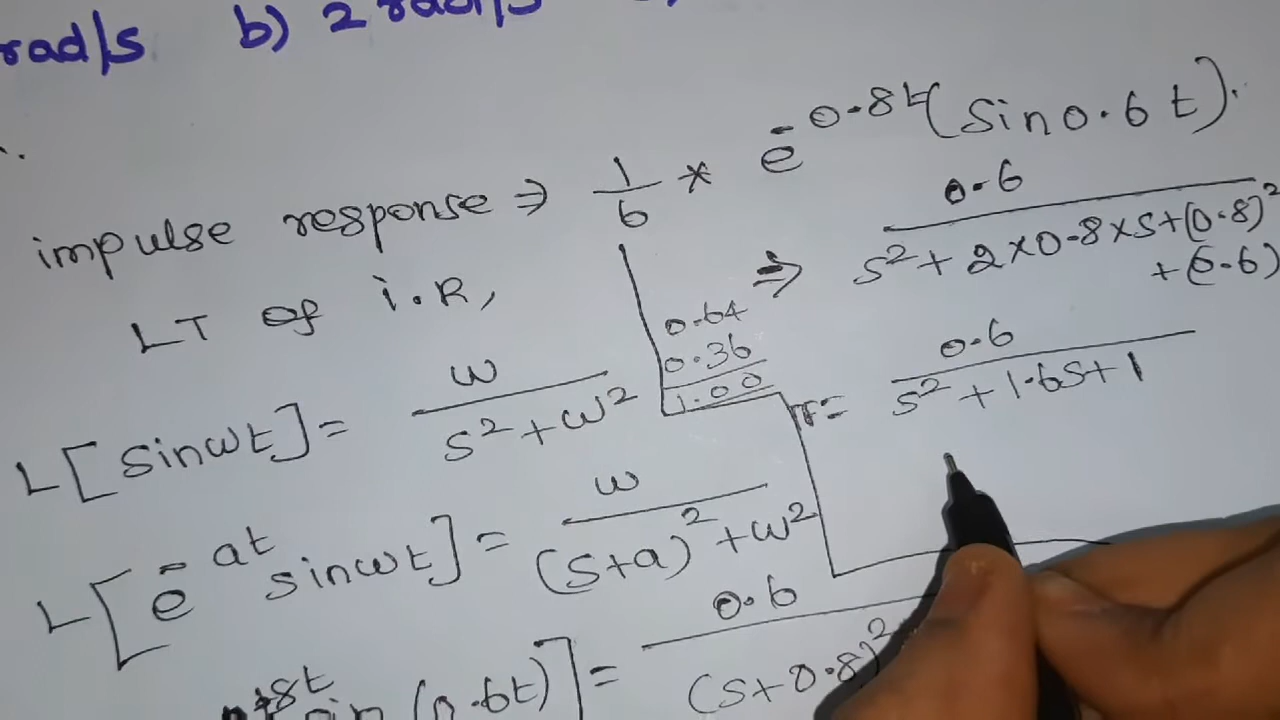 rad/s b) 2 rad/s
impulse response ⇒ 1/6 * e^-0.8t (sin 0.6 t).
LT of i.R,
L[sinωt] = ω/(s²+ω²)
0.64
0.36
1.00
⇒ 0.6/(s²+2×0.8×s+(0.8)²+(0.6)
= 0.6/(s²+1.6s+1
L[e^-at sinωt] = ω/((s+a)²+ω²
(0.6t)] = 0.6/(s+0.8)²